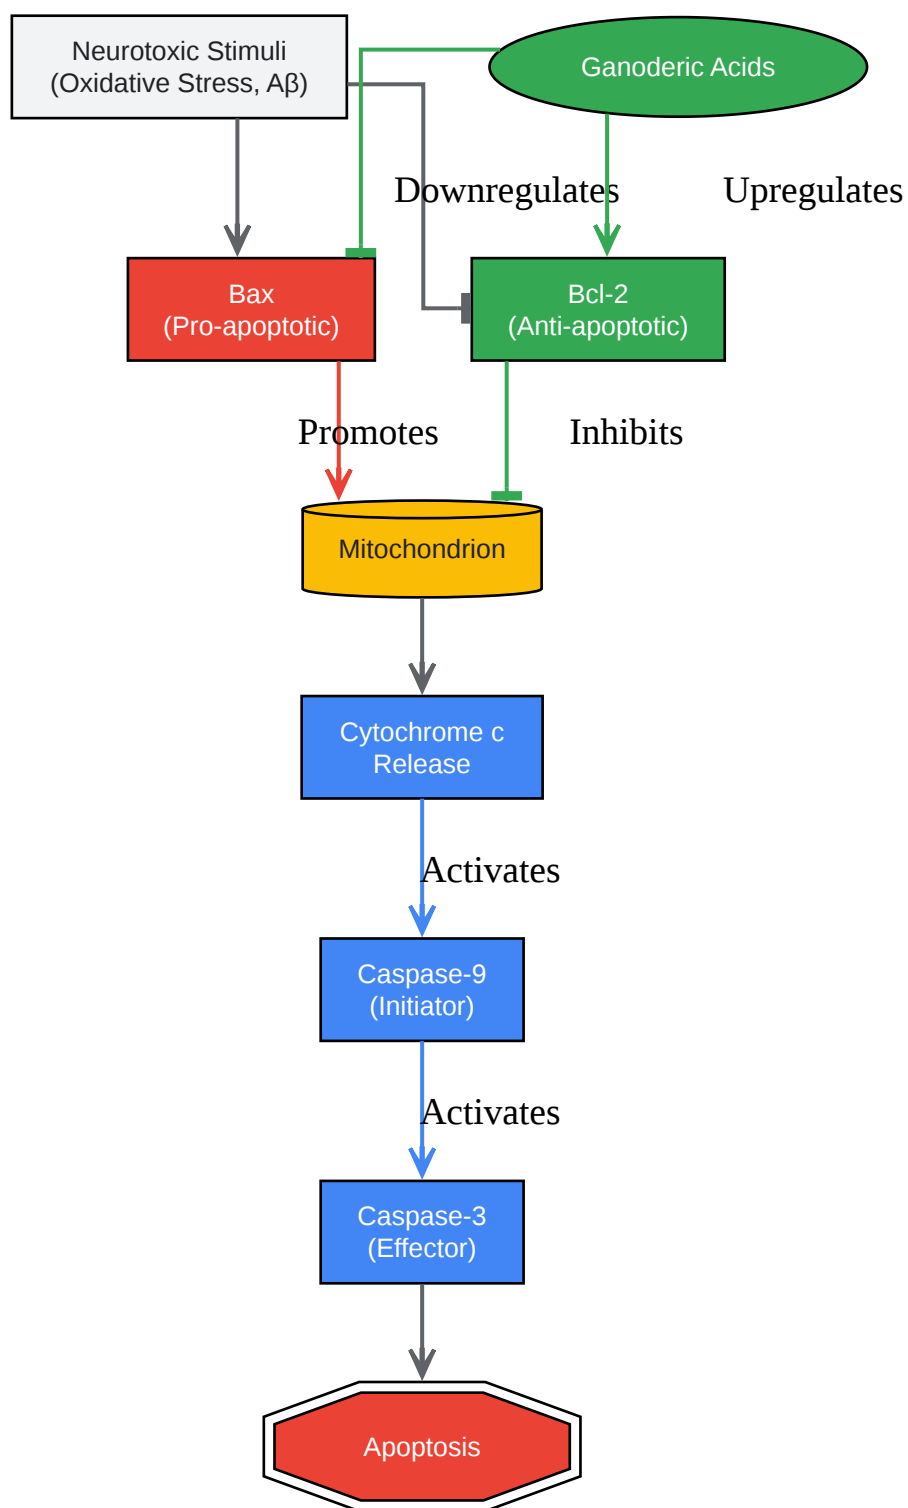 Neurotoxic Stimuli
(Oxidative Stress, Aβ)
Ganoderic Acids
Downregulates
Upregulates
Bax
(Pro-apoptotic)
Bcl-2
(Anti-apoptotic)
Promotes
Inhibits
Mitochondrion
Cytochrome c
Release
Activates
Caspase-9
(Initiator)
Activates
Caspase-3
(Effector)
Apoptosis